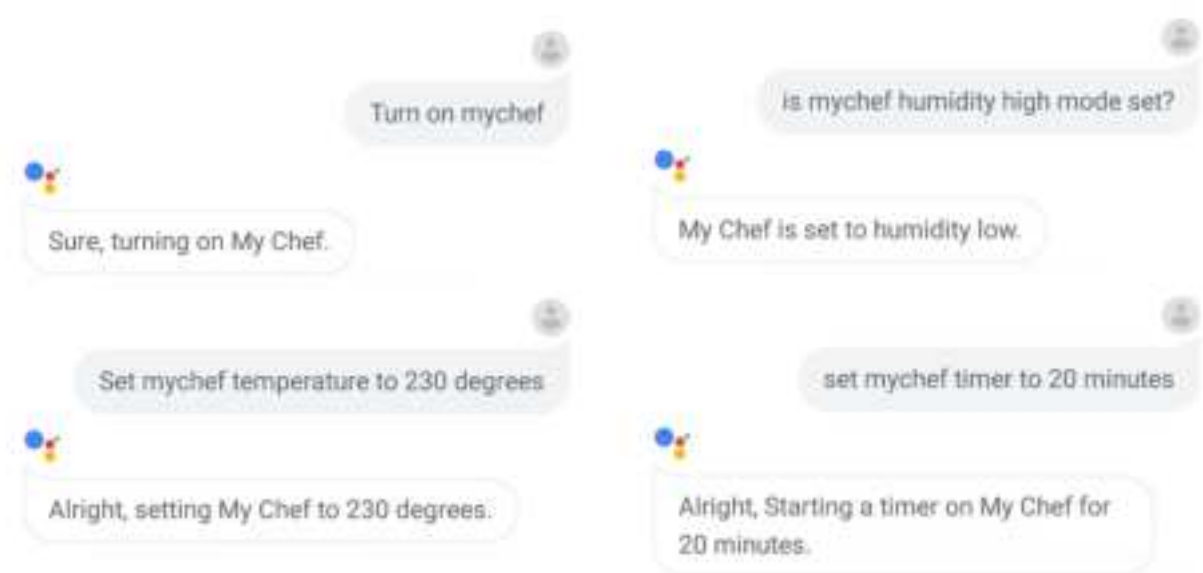 Turn on mychef
Sure, turning on My Chef.
Set mychef temperature to 230 degrees
Alright, setting My Chef to 230 degrees.
is mychef humidity high mode set?
My Chef is set to humidity low.
set mychef timer to 20 minutes
Alright, Starting a timer on My Chef for
20 minutes.